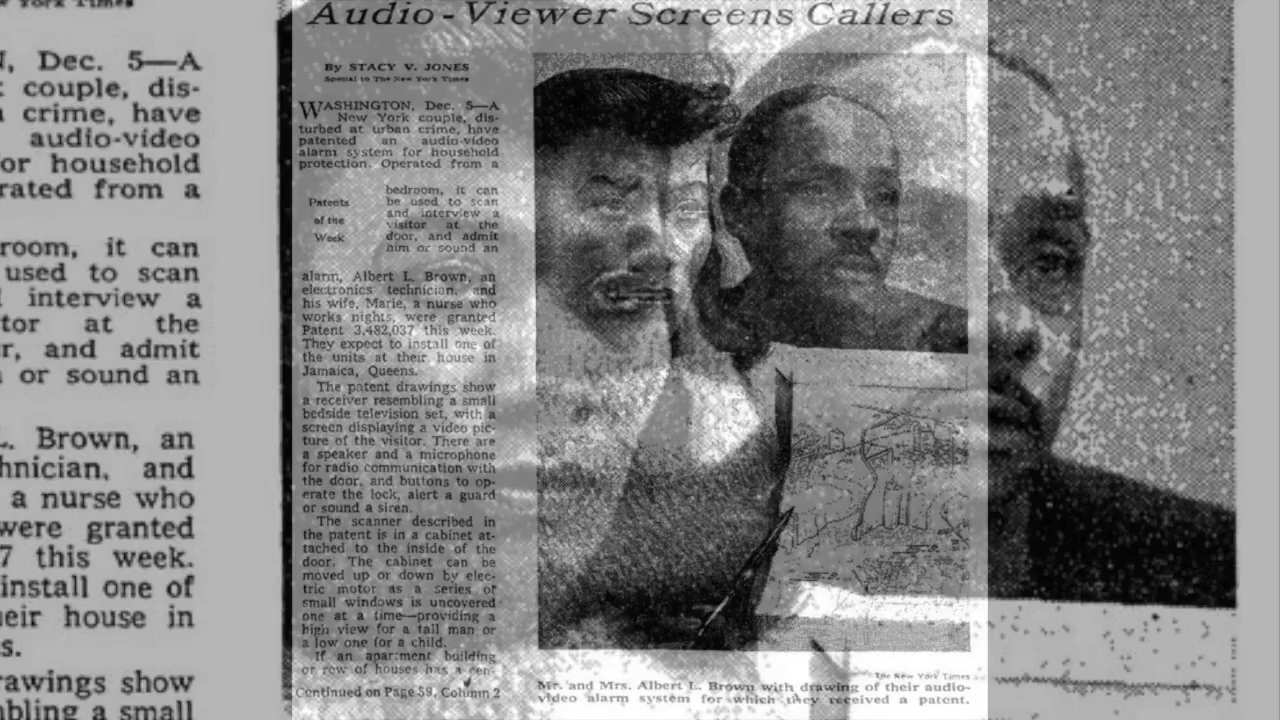 Audio-Viewer Screens Callers
By STACY V. JONES
Special to The New York Times
WASHINGTON, Dec. 5—A
New York couple, dis-
turbed at urban crime, have
patented an audio-video
alarm system for household
protection. Operated from a
bedroom, it can
be used to scan
and interview a
visitor at the
door, and admit
him or sound an
Patents
of the
Week
alarm, Albert L. Brown, an
electronics technician, and
his wife, Marie, a nurse who
works nights, were granted
Patent 3,482,037 this week.
They expect to install one of
the units at their house in
Jamaica, Queens.
The patent drawings show
a receiver resembling a small
bedside television set, with a
screen displaying a video pic-
ture of the visitor. There are
a speaker and a microphone
for radio communication with
the door, and buttons to op-
erate the lock, alert a guard
or sound a siren.
The scanner described in
the patent is in a cabinet at-
tached to the inside of the
door. The cabinet can be
moved up or down by elec-
tric motor as a series of
small windows is uncovered
one at a time—providing a
high view for a tall man or
a low one for a child.
If an apartment building
or row of houses has a cen-
Continued on Page 59, Column 2
The New York Times
Mr. and Mrs. Albert L. Brown with drawing of their audio-
video alarm system for which they received a patent.
York Times
N, Dec. 5—A
couple, dis-
crime, have
audio-video
or household
rated from a
room, it can
used to scan
interview a
tor at the
r, and admit
or sound an
L. Brown, an
hnician, and
a nurse who
were granted
7 this week.
install one of
eir house in
s.
rawings show
mbling a small